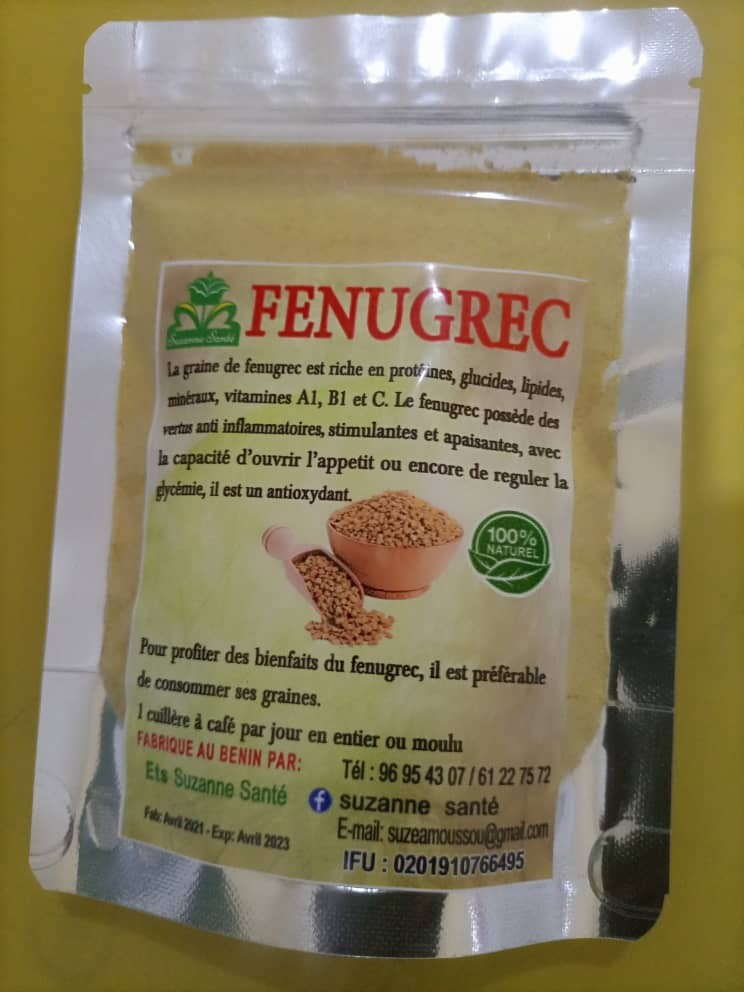 Suzanne Santé
FENUGREC
La graine de fenugrec est riche en protéines, glucides, lipides,
minéraux, vitamines A1, B1 et C. Le fenugrec possède des
vertus anti inflammatoires, stimulantes et apaisantes, avec
la capacité d'ouvrir l'appetit ou encore de reguler la
glycémie, il est un antioxydant.
100%
NATUREL
Pour profiter des bienfaits du fenugrec, il est préférable
de consommer ses graines.
1 cuillère à café par jour en entier ou moulu
FABRIQUE AU BENIN PAR:
Ets Suzanne Santé
Fab: Avril 2021 - Exp: Avril 2023
Tél : 96 95 43 07 / 61 22 75 72
suzanne santé
E-mail: suzeamoussou@gmail.com
IFU : 0201910766495